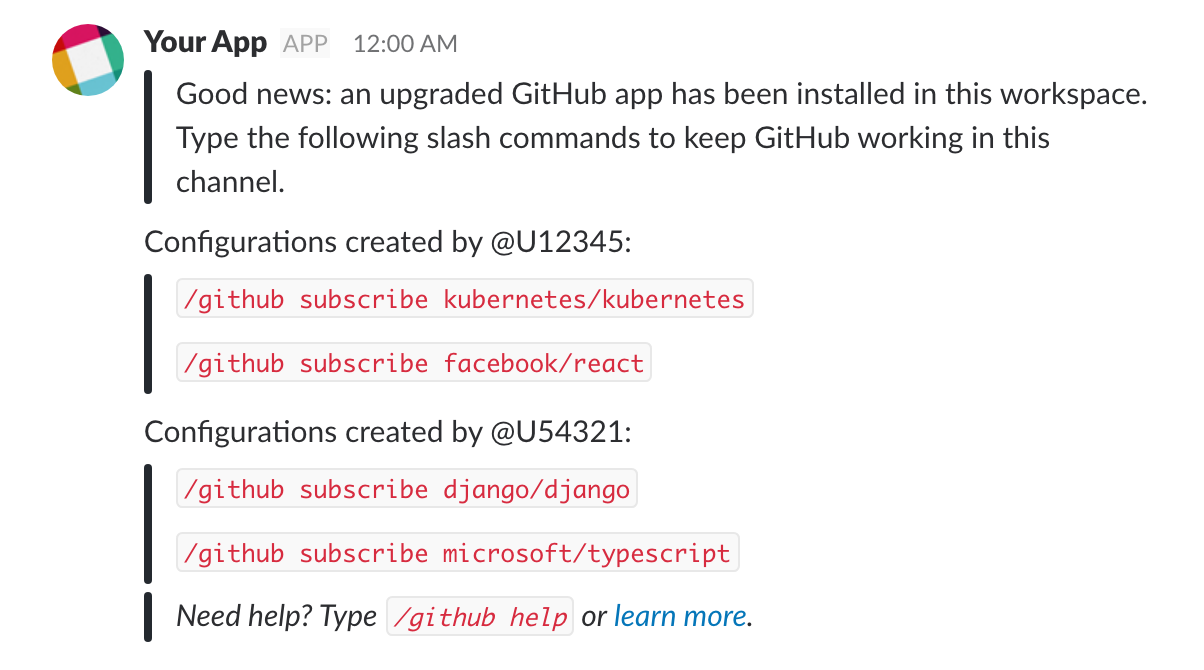 Your App APP 12:00 AM
Good news: an upgraded GitHub app has been installed in this workspace.
Type the following slash commands to keep GitHub working in this
channel.
Configurations created by @U12345:
/github subscribe kubernetes/kubernetes
/github subscribe facebook/react
Configurations created by @U54321:
/github subscribe django/django
/github subscribe microsoft/typescript
Need help? Type /github help or learn more.